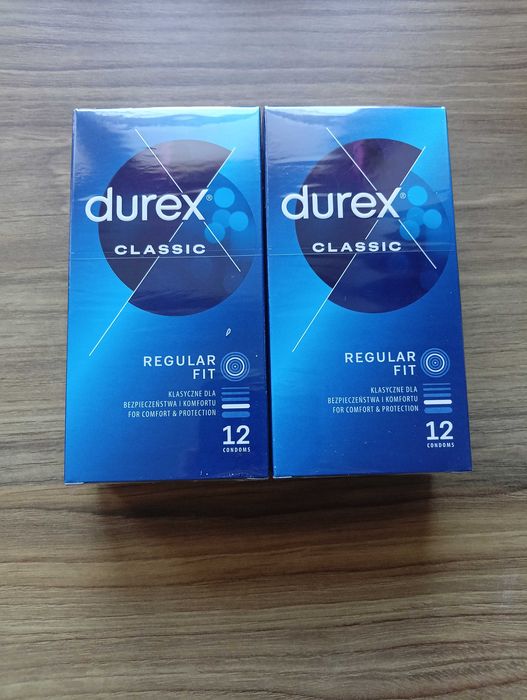 durex®
CLASSIC
REGULAR
FIT
KLASYCZNE DLA
BEZPIECZEŃSTWA I KOMFORTU
FOR COMFORT & PROTECTION
12
CONDOMS
durex®
CLASSIC
REGULAR
FIT
KLASYCZNE DLA
BEZPIECZEŃSTWA I KOMFORTU
FOR COMFORT & PROTECTION
12
CONDOMS